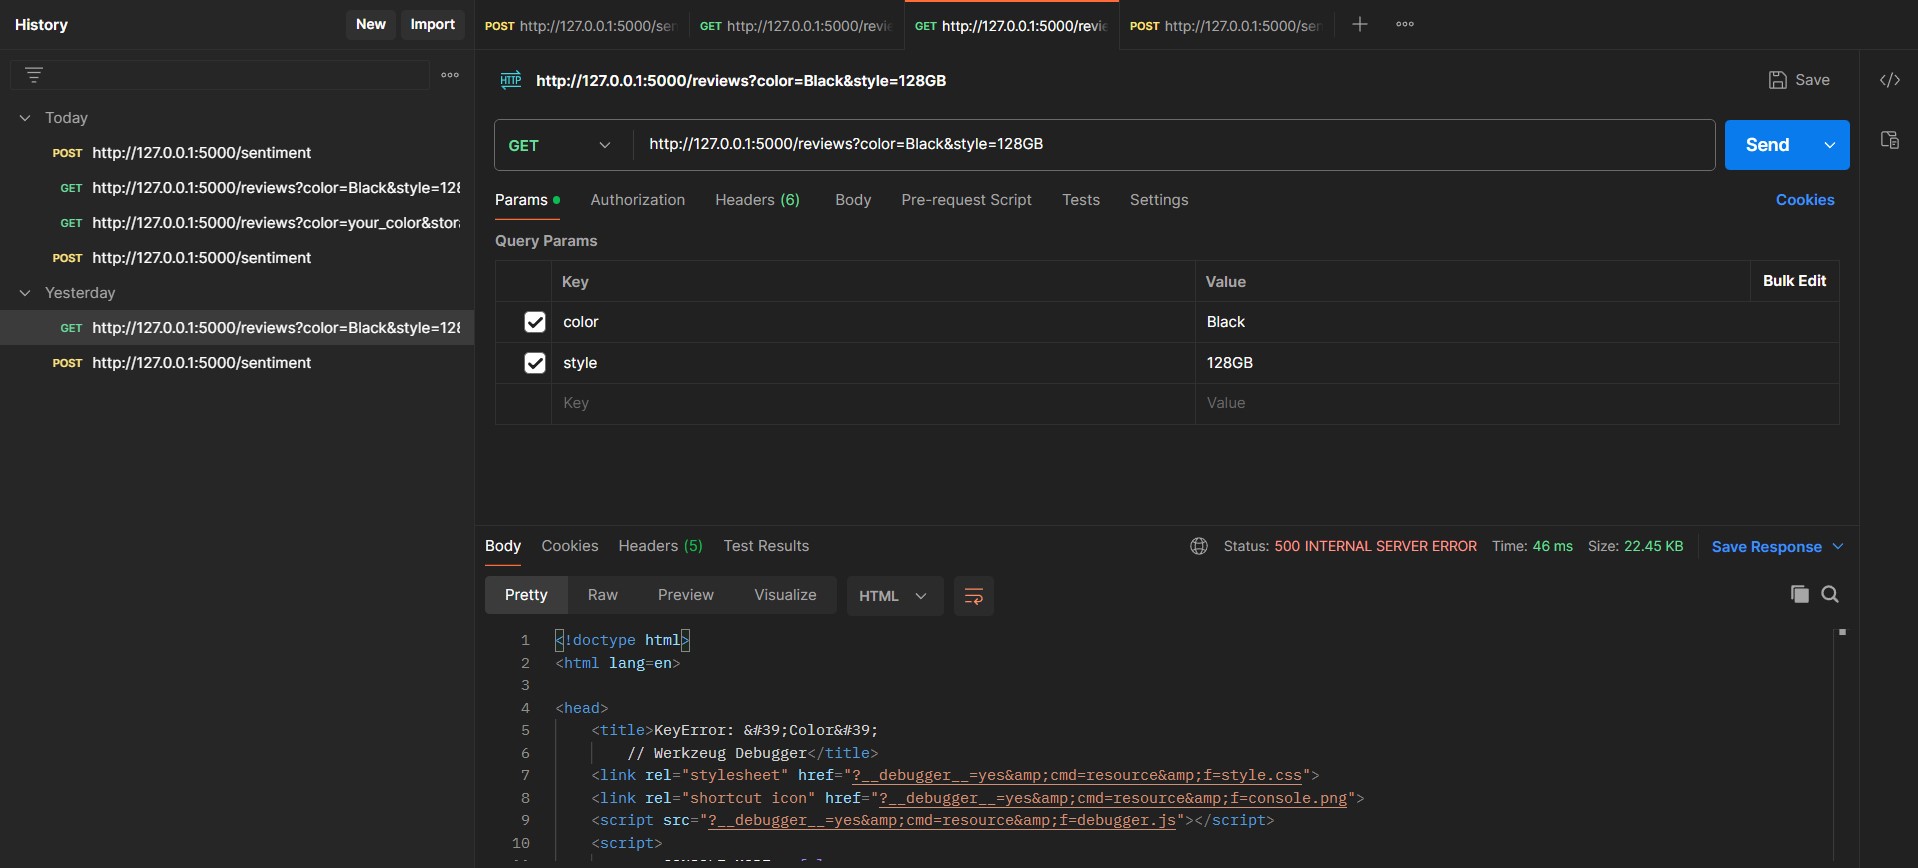 History
New
Import
Today
POST http://127.0.0.1:5000/sentiment
GET http://127.0.0.1:5000/reviews?color=Black&style=128
GET http://127.0.0.1:5000/reviews?color=your_color&stor
POST http://127.0.0.1:5000/sentiment
Yesterday
GET http://127.0.0.1:5000/reviews?color=Black&style=128
POST http://127.0.0.1:5000/sentiment
POST http://127.0.0.1:5000/sen
GET http://127.0.0.1:5000/revie
GET http://127.0.0.1:5000/revie
POST http://127.0.0.1:5000/sen
HTTP http://127.0.0.1:5000/reviews?color=Black&style=128GB
Save
GET http://127.0.0.1:5000/reviews?color=Black&style=128GB
Send
Params Authorization Headers (6) Body Pre-request Script Tests Settings
Cookies
Query Params
Key Value Bulk Edit
color Black
style 128GB
Key Value
Body Cookies Headers (5) Test Results
Status: 500 INTERNAL SERVER ERROR Time: 46 ms Size: 22.45 KB Save Response
Pretty Raw Preview Visualize HTML
1 <!doctype html>
2 <html lang=en>
3
4 <head>
5 <title>KeyError: &#39;Color&#39;
6 // Werkzeug Debugger</title>
7 <link rel="stylesheet" href="?__debugger__=yes&amp;cmd=resource&amp;f=style.css">
8 <link rel="shortcut icon" href="?__debugger__=yes&amp;cmd=resource&amp;f=console.png">
9 <script src="?__debugger__=yes&amp;cmd=resource&amp;f=debugger.js"></script>
10 <script>